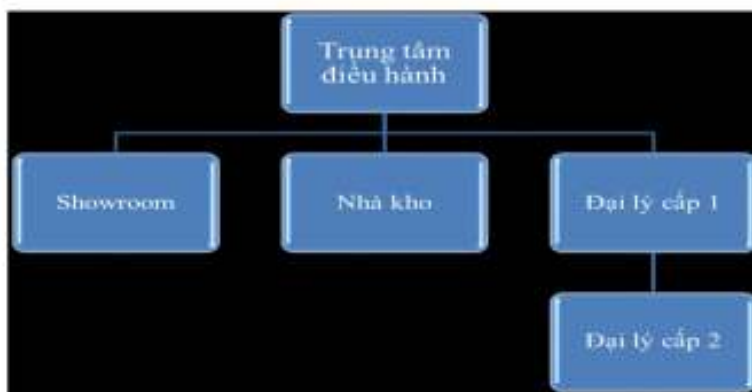 Trung tâm
điều hành
Showroom
Nhà kho
Đại lý cấp 1
Đại lý cấp 2